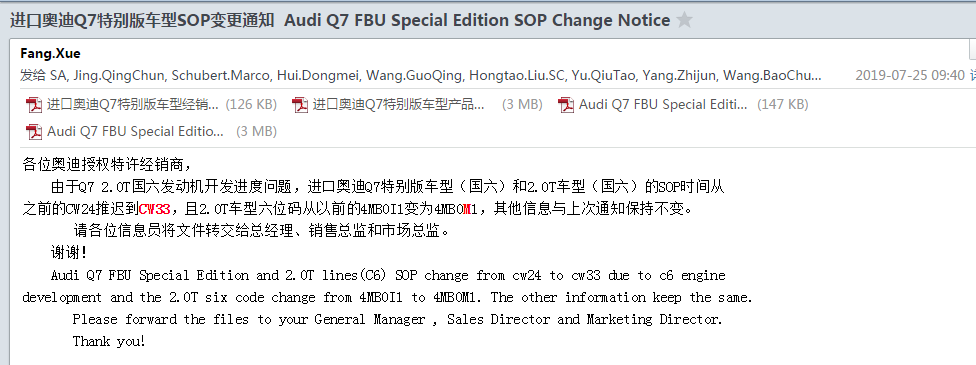 进口奥迪Q7特别版车型SOP变更通知 Audi Q7 FBU Special Edition SOP Change Notice
Fang.Xue
发给 SA, Jing.QingChun, Schubert.Marco, Hui.Dongmei, Wang.GuoQing, Hongtao.Liu.SC, Yu.QiuTao, Yang.Zhijun, Wang.BaoChu... 2019-07-25 09:40
进口奥迪Q7特别版车型经销... (126 KB) 进口奥迪Q7特别版车型产品... (3 MB) Audi Q7 FBU Special Editi... (147 KB)
Audi Q7 FBU Special Editio... (3 MB)
各位奥迪授权特许经销商，
由于Q7 2.0T国六发动机开发进度问题，进口奥迪Q7特别版车型（国六）和2.0T车型（国六）的SOP时间从
之前的CW24推迟到CW33，且2.0T车型六位码从以前的4MB0I1变为4MB0M1，其他信息与上次通知保持不变。
请各位信息员将文件转交给总经理、销售总监和市场总监。
谢谢！
Audi Q7 FBU Special Edition and 2.0T lines(C6) SOP change from cw24 to cw33 due to c6 engine
development and the 2.0T six code change from 4MB0I1 to 4MB0M1. The other information keep the same.
Please forward the files to your General Manager , Sales Director and Marketing Director.
Thank you!